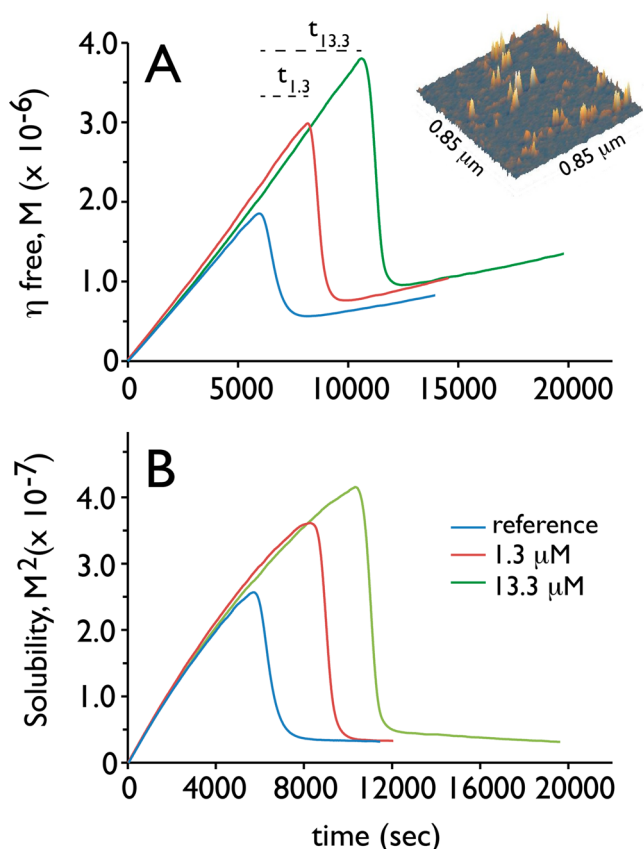 A
t13.3
t1.3
0.85 μm
0.85 μm
η free, M (x 10-6)
4.0
3.0
2.0
1.0
0
0
5000
10000
15000
20000
B
Solubility, M2(x 10-7)
4.0
3.0
2.0
1.0
0
reference
1.3 μM
13.3 μM
0
4000
8000
12000
16000
20000
time (sec)